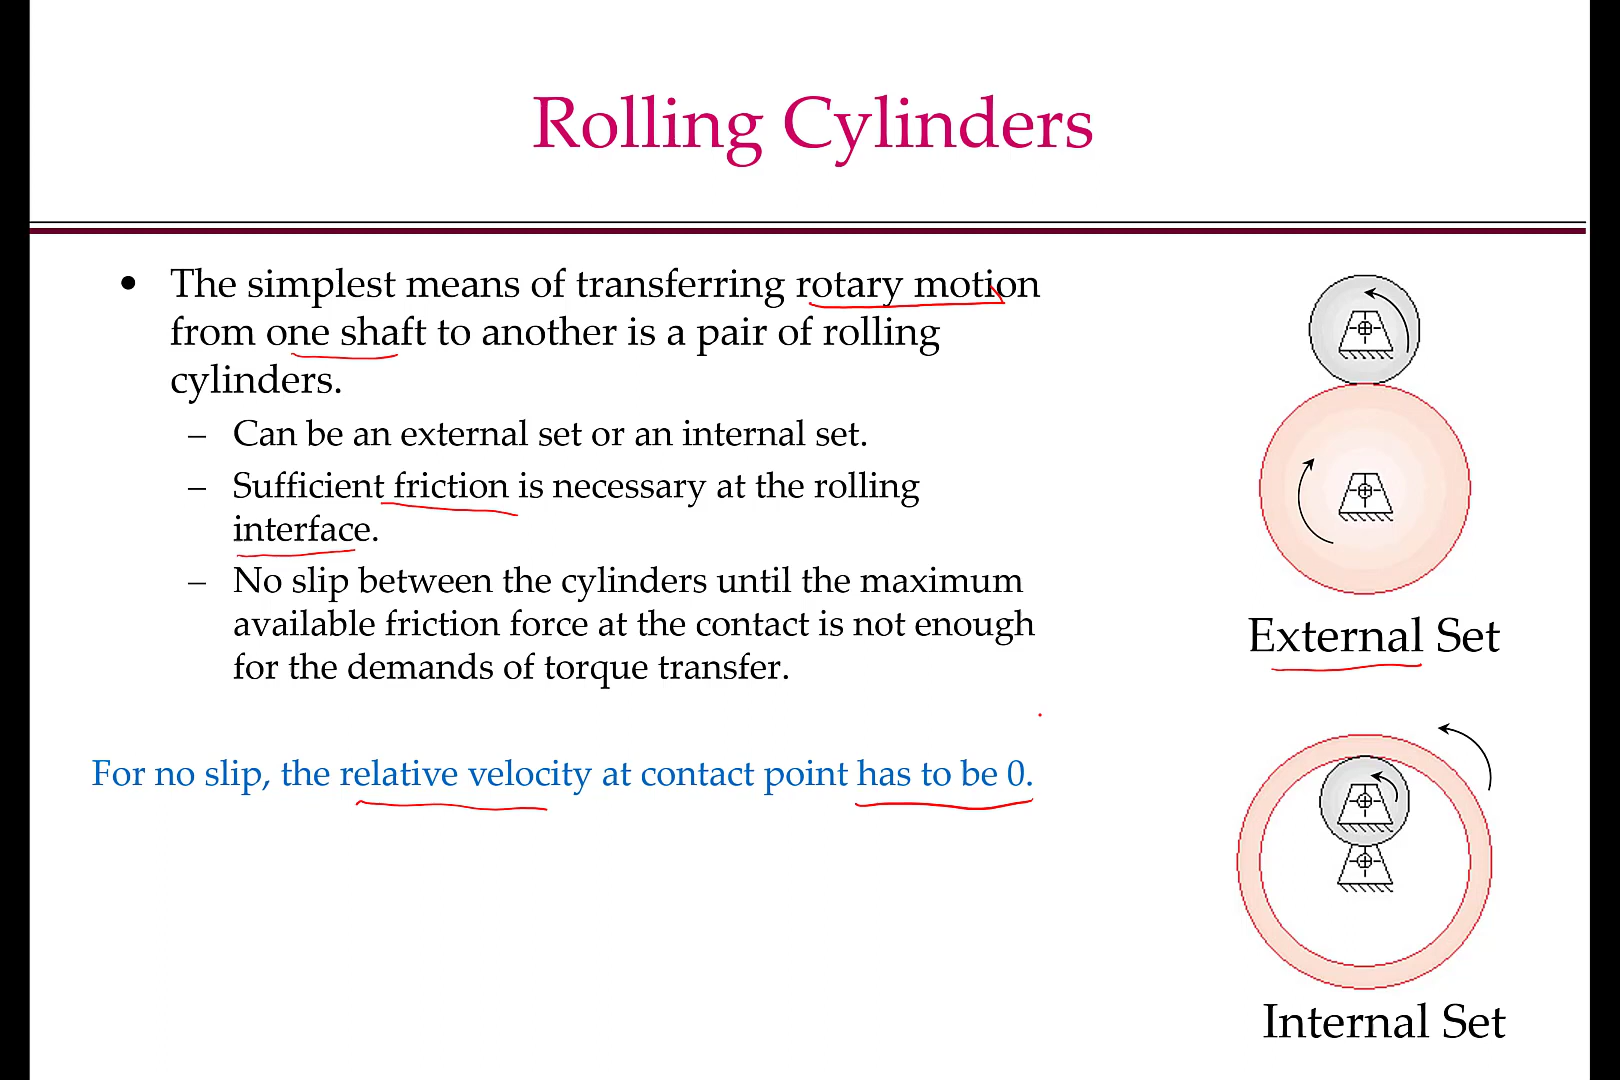 Rolling Cylinders
• The simplest means of transferring rotary motion
from one shaft to another is a pair of rolling
cylinders.
– Can be an external set or an internal set.
– Sufficient friction is necessary at the rolling
interface.
– No slip between the cylinders until the maximum
available friction force at the contact is not enough
for the demands of torque transfer.
For no slip, the relative velocity at contact point has to be 0.
External Set
Internal Set